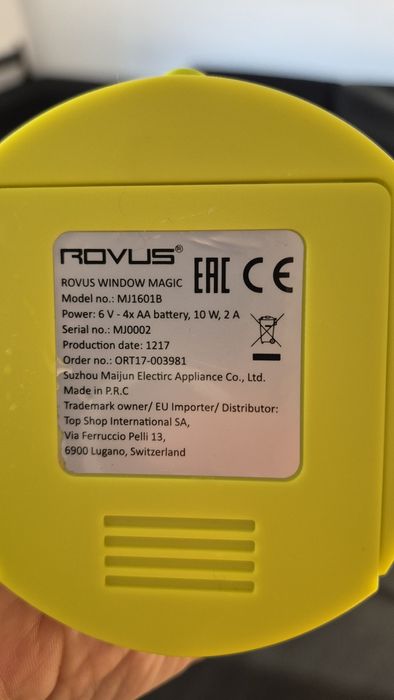 ROVUS®
EAC CE
ROVUS WINDOW MAGIC
Model no.: MJ1601B
Power: 6 V - 4x AA battery, 10 W, 2 A
Serial no.: MJ0002
Production date: 1217
Order no.: ORT17-003981
Suzhou Maijun Electirc Appliance Co., Ltd.
Made in P.R.C
Trademark owner/ EU Importer/ Distributor:
Top Shop International SA,
Via Ferruccio Pelli 13,
6900 Lugano, Switzerland